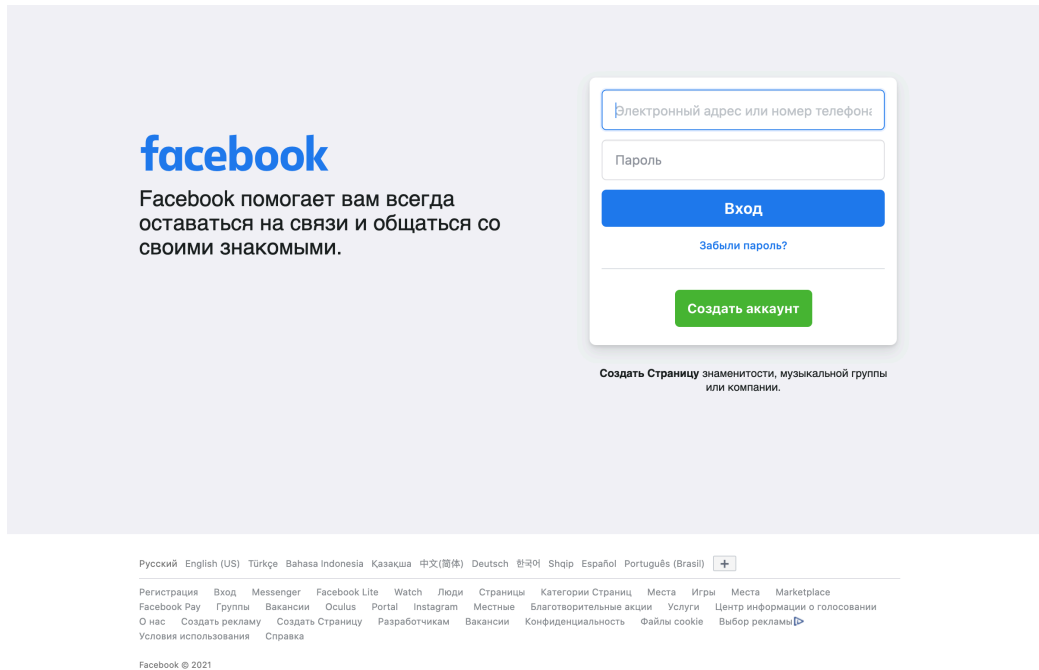 facebook
Facebook помогает вам всегда
оставаться на связи и общаться со
своими знакомыми.
Электронный адрес или номер телефона
Пароль
Вход
Забыли пароль?
Создать аккаунт
Создать Страницу знаменитости, музыкальной группы
или компании.
Русский English (US) Türkçe Bahasa Indonesia Қазақша 中文(简体) Deutsch 한국어 Shqip Español Português (Brasil) +
Регистрация Вход Messenger Facebook Lite Watch Люди Страницы Категории Страниц Места Игры Места Marketplace
Facebook Pay Группы Вакансии Oculus Portal Instagram Местные Благотворительные акции Услуги Центр информации о голосовании
О нас Создать рекламу Создать Страницу Разработчикам Вакансии Конфиденциальность Файлы cookie Выбор рекламы
Условия использования Справка
Facebook © 2021